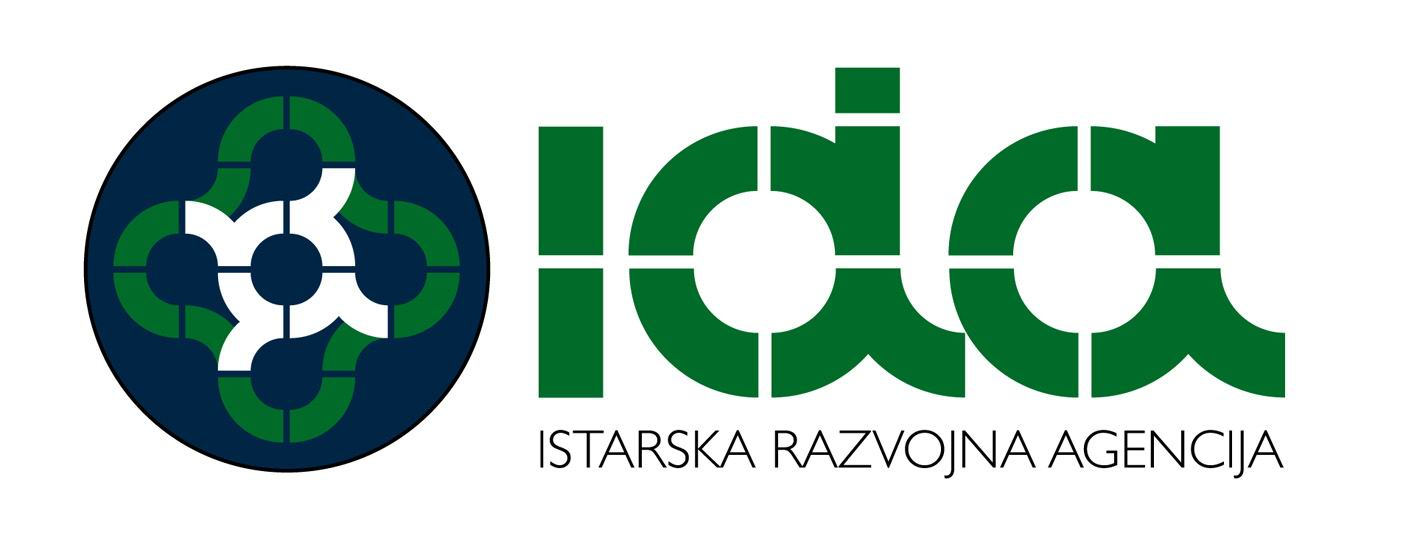 ida
ISTARSKA RAZVOJNA AGENCIJA